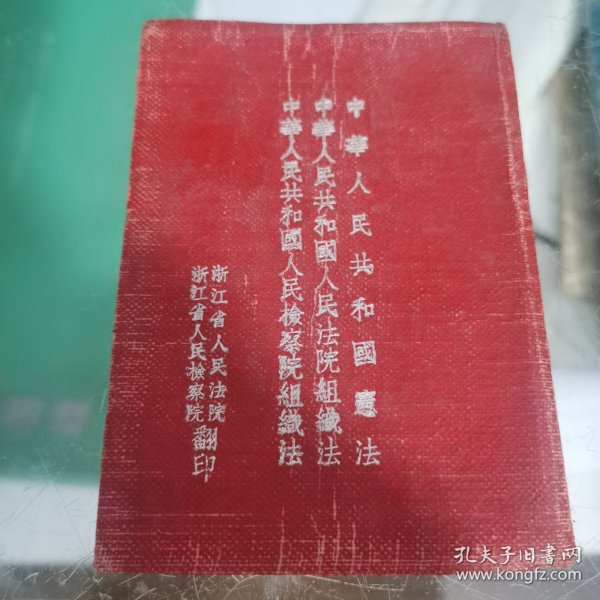 中華人民共和國憲法
中華人民共和國人民法院組織法
中華人民共和國人民檢察院組織法
浙江省人民法院
浙江省人民檢察院
翻印
孔夫子旧书网
www.kongfz.com